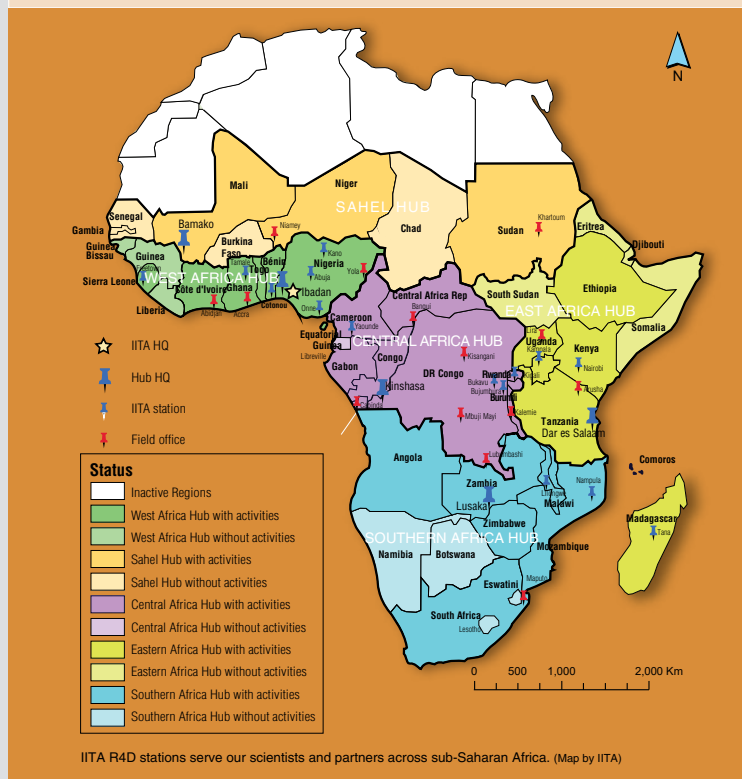 N
Mali
Niger
SAHEL HUB
Chad
Sudan
Khartoum
Eritrea
Djibouti
Senegal
Gambia
Bamako
Niamey
Burkina
Faso
Guinea
Bissau
Guinea
Freetown
Sierra Leone
WEST AFRICA HUB
Liberia
Côte d'Ivoire
Abidjan
Tamale
Ghana
Accra
Togo
Bénin
Cotonou
Nigeria
Kano
Abuja
Yola
Ibadan
Onne
Central Africa Rep
Bangui
South Sudan
Ethiopia
EAST AFRICA HUB
Somalia
Cameroon
Yaounde
Equatorial
Guinea
Libreville
CENTRAL AFRICA HUB
Gabon
Congo
Kisangani
DR Congo
Kinshasa
Cabinda
Mbuji Mayi
Uganda
Kampala
Kenya
Nairobi
Rwanda
Kigali
Bukavu
Bujumbura
Burundi
Kalemie
Arusha
Tanzania
Dar es Salaam
Lubumbashi
Angola
Zambia
Lusaka
Lilongwe
Malawi
Nampula
Comoros
Zimbabwe
SOUTHERN AFRICA HUB
Mozambique
Madagascar
Tana
Namibia
Botswana
Eswatini
Maputo
South Africa
Lesotho
IITA HQ
Hub HQ
IITA station
Field office
Status
Inactive Regions
West Africa Hub with activities
West Africa Hub without activities
Sahel Hub with activities
Sahel Hub without activities
Central Africa Hub with activities
Central Africa Hub without activities
Eastern Africa Hub with activities
Eastern Africa Hub without activities
Southern Africa Hub with activities
Southern Africa Hub without activities
0 500 1,000 2,000 Km
IITA R4D stations serve our scientists and partners across sub-Saharan Africa. (Map by IITA)